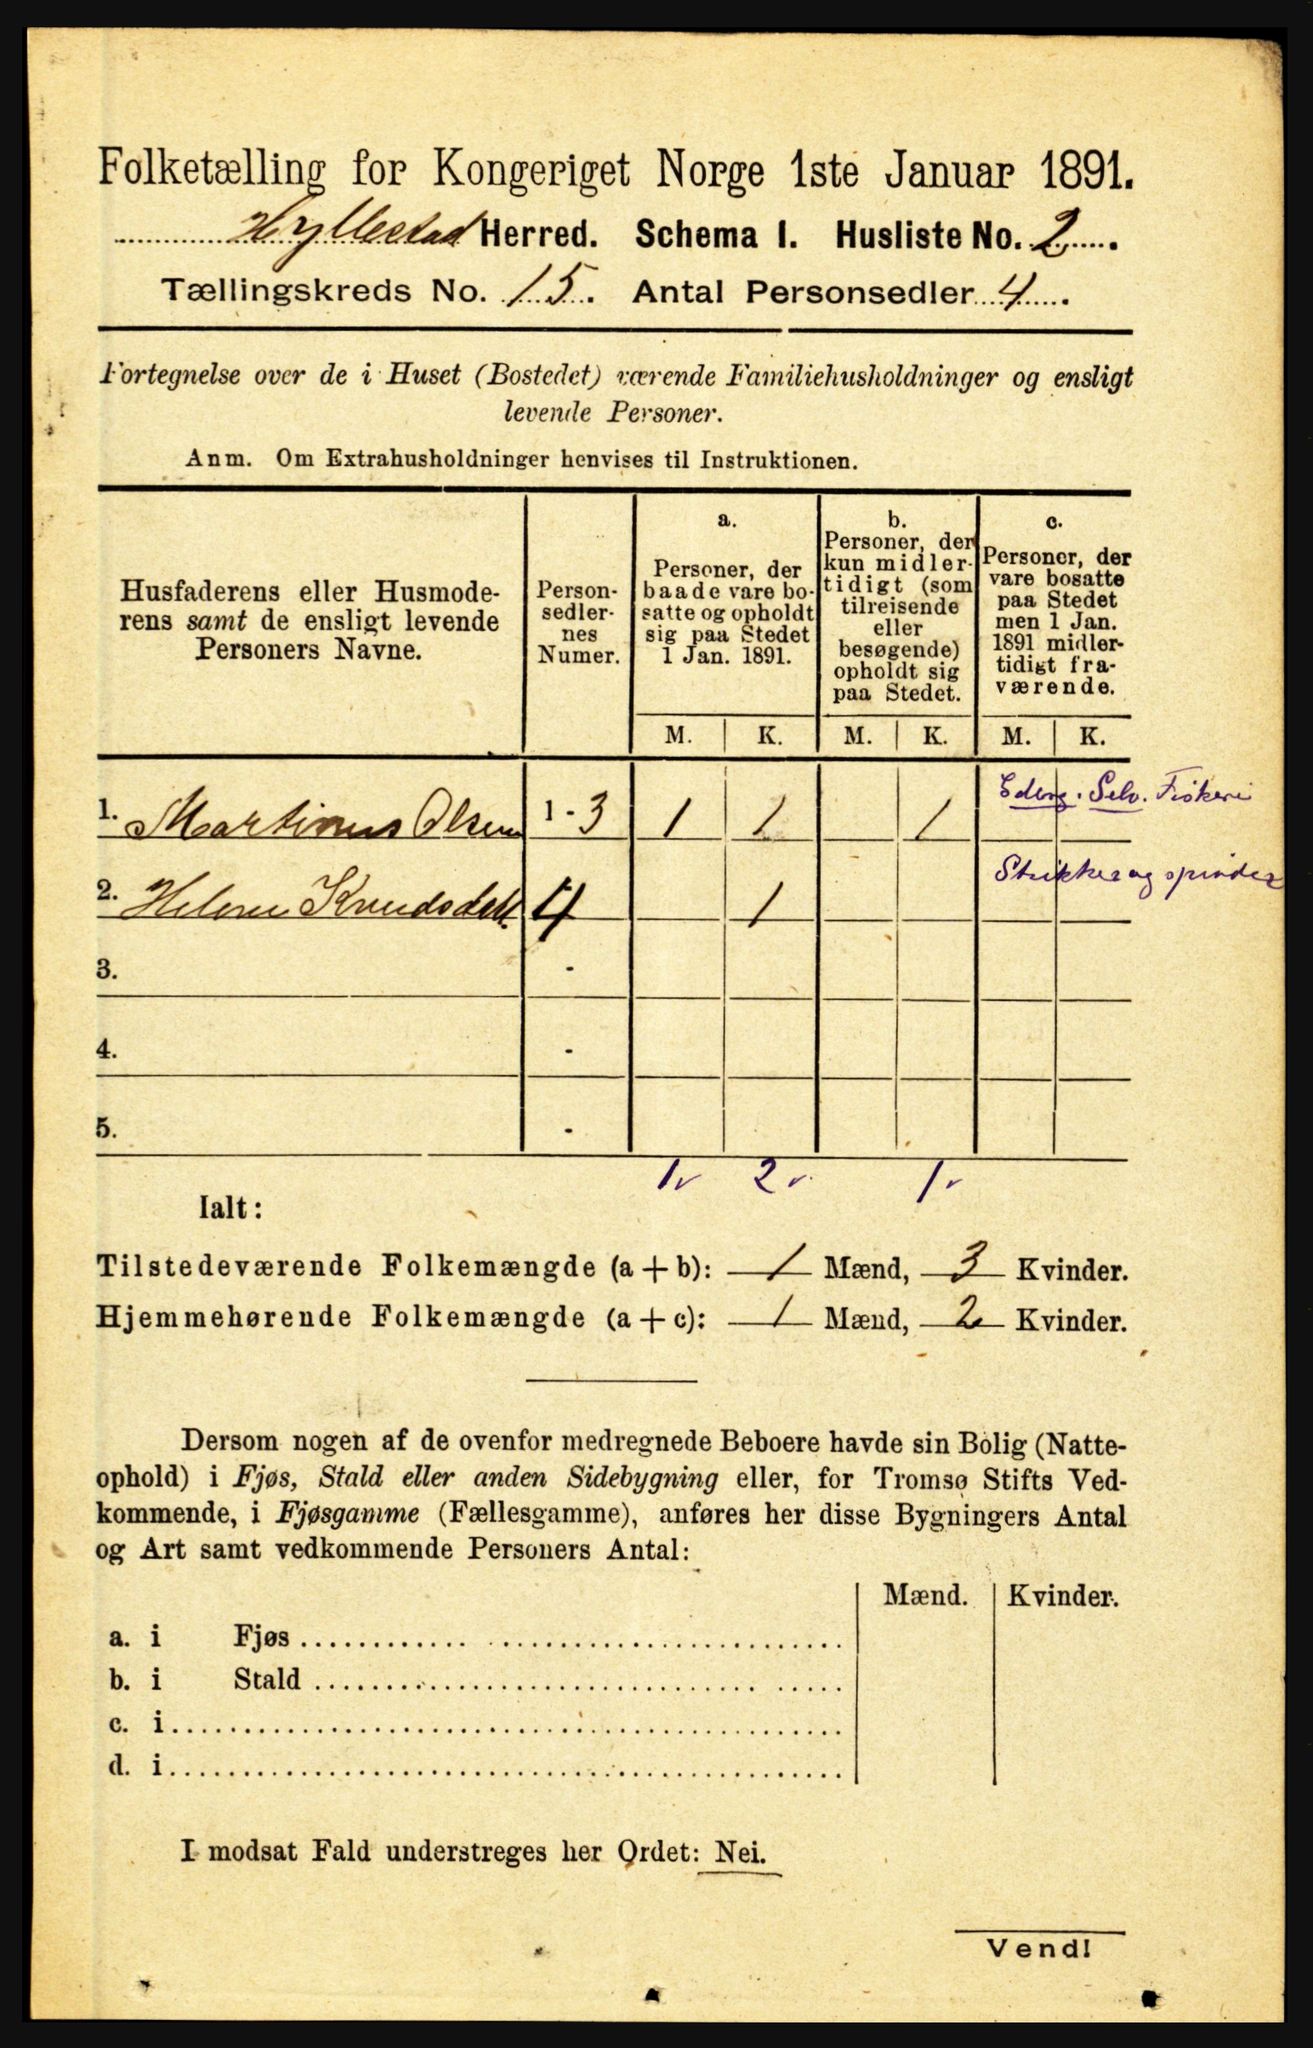 Folketælling for Kongeriget Norge 1ste Januar 1891.
Hyllestad Herred. Schema I. Husliste No. 2.
Tællingskreds No. 15. Antal Personsedler 4.
Fortegnelse over de i Huset (Bostedet) værende Familiehusholdninger og ensligt
levende Personer.
Anm. Om Extrahusholdninger henvises til Instruktionen.
Husfaderens eller Husmode-
rens samt de ensligt levende
Personers Navne.
Person-
sedler-
nes
Numer.
a.
Personer, der
baade vare bo-
satte og opholdt
sig paa Stedet
1 Jan. 1891.
b.
Personer, der
kun midler-
tidigt (som
tilreisende
eller
besøgende)
opholdt sig
paa Stedet.
c.
Personer, der
vare bosatte
paa Stedet
men 1 Jan.
1891 midler-
tidigt fra-
værende.
M. K. M. K. M. K.
1. Martinus Olsen 1 - 3 1 1 1 Selv. Fiskeri
2. Helene Knudsdatt. 4 1 Strikker og spinder
3. -
4. -
5. -
1 2 1
Ialt:
Tilstedeværende Folkemængde (a + b): 1 Mænd, 3 Kvinder.
Hjemmehørende Folkemængde (a + c): 1 Mænd, 2 Kvinder.
Dersom nogen af de ovenfor medregnede Beboere havde sin Bolig (Natte-
ophold) i Fjøs, Stald eller anden Sidebygning eller, for Tromsø Stifts Ved-
kommende, i Fjøsgamme (Fællesgamme), anføres her disse Bygningers Antal
og Art samt vedkommende Personers Antal:
Mænd. Kvinder.
a. i Fjøs
b. i Stald
c. i
d. i
I modsat Fald understreges her Ordet: Nei.
Vend!